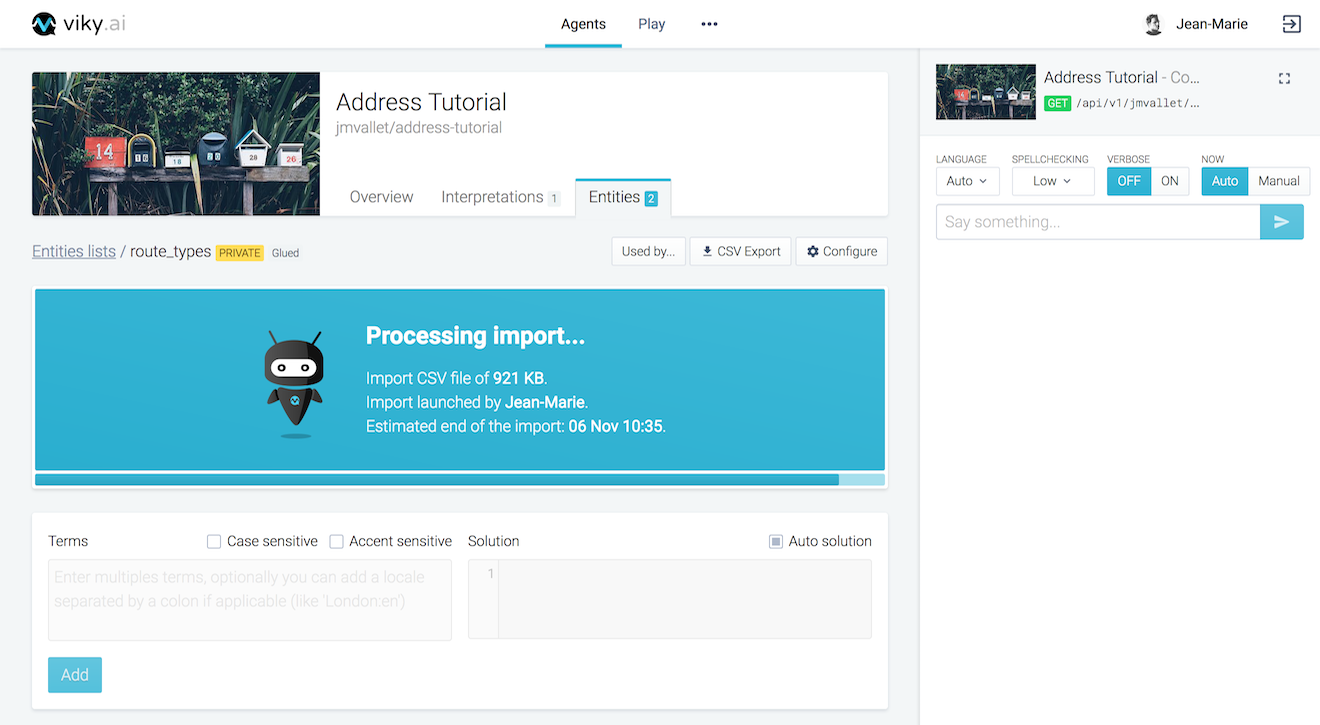 viky.ai
Agents
Play
•••
Jean-Marie
Address Tutorial
jmvallet/address-tutorial
14
16
18
20
28
26
Overview
Interpretations 1
Entities 2
Entities lists / route_types PRIVATE Glued
Used by...
CSV Export
Configure
Processing import...
Import CSV file of 921 KB.
Import launched by Jean-Marie.
Estimated end of the import: 06 Nov 10:35.
Terms
Case sensitive
Accent sensitive
Enter multiples terms, optionally you can add a locale
separated by a colon if applicable (like 'London:en')
Add
Solution
Auto solution
1
Address Tutorial - Co...
GET /api/v1/jmvallet/...
LANGUAGE
Auto
SPELLCHECKING
Low
VERBOSE
OFF ON
NOW
Auto Manual
Say something...